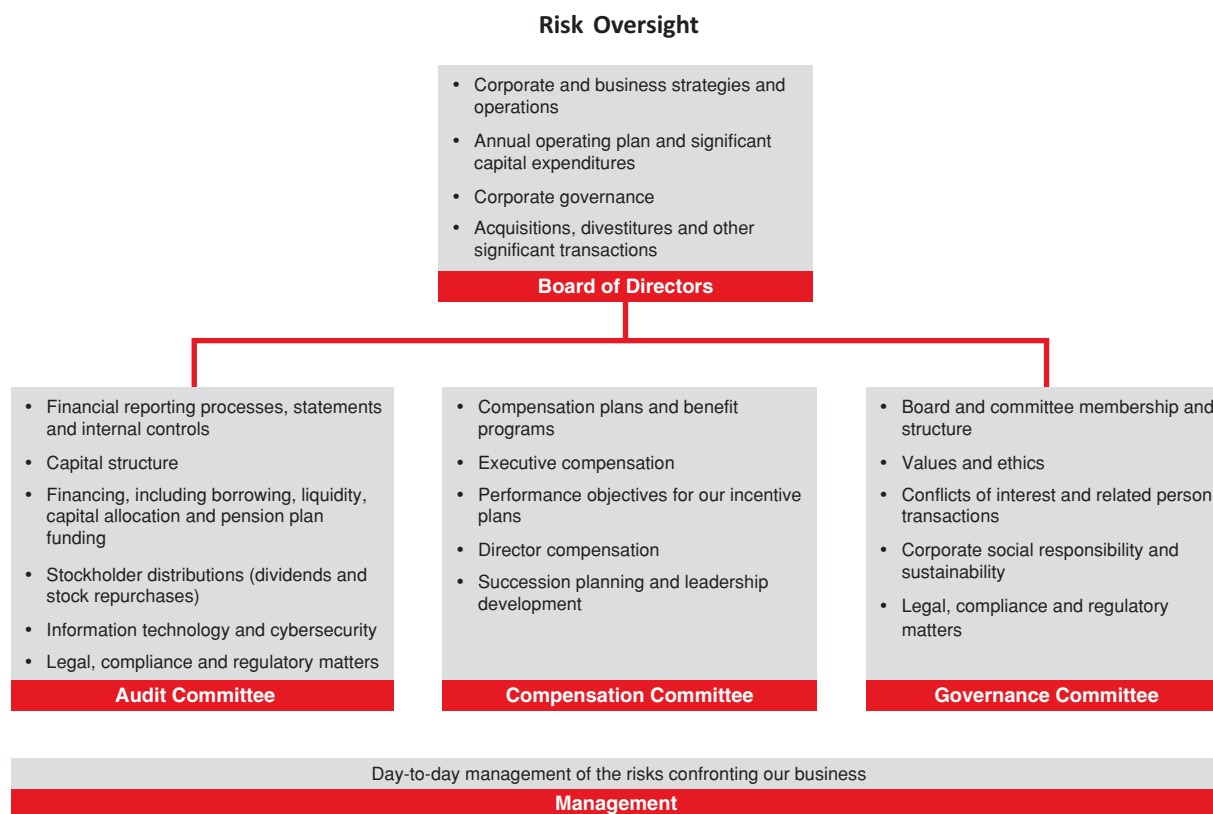 Risk Oversight
• Corporate and business strategies and
operations
• Annual operating plan and significant
capital expenditures
• Corporate governance
• Acquisitions, divestitures and other
significant transactions
Board of Directors
• Financial reporting processes, statements
and internal controls
• Capital structure
• Financing, including borrowing, liquidity,
capital allocation and pension plan
funding
• Stockholder distributions (dividends and
stock repurchases)
• Information technology and cybersecurity
• Legal, compliance and regulatory matters
Audit Committee
• Compensation plans and benefit
programs
• Executive compensation
• Performance objectives for our incentive
plans
• Director compensation
• Succession planning and leadership
development
Compensation Committee
• Board and committee membership and
structure
• Values and ethics
• Conflicts of interest and related person
transactions
• Corporate social responsibility and
sustainability
• Legal, compliance and regulatory
matters
Governance Committee
Day-to-day management of the risks confronting our business
Management